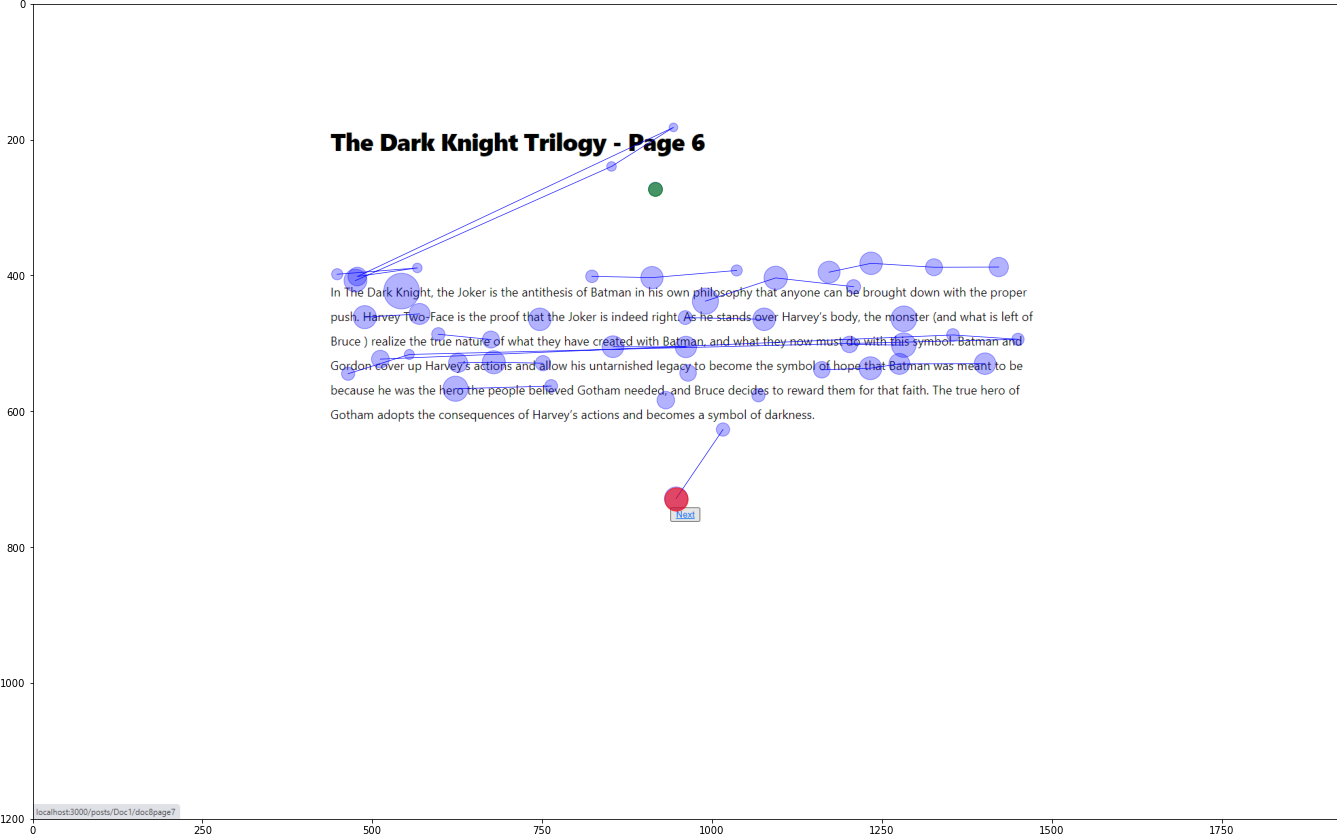 0
200
The Dark Knight Trilogy - Page 6
400
In The Dark Knight, the Joker is the antithesis of Batman in his own philosophy that anyone can be brought down with the proper
push. Harvey Two-Face is the proof that the Joker is indeed right. As he stands over Harvey's body, the monster (and what is left of
Bruce ) realize the true nature of what they have created with Batman, and what they now must do with this symbol. Batman and
Gordon cover up Harvey's actions and allow his untarnished legacy to become the symbol of hope that Batman was meant to be
because he was the hero the people believed Gotham needed, and Bruce decides to reward them for that faith. The true hero of
600
Gotham adopts the consequences of Harvey's actions and becomes a symbol of darkness.
Next
800
1000
localhost:3000/posts/Doc1/doc8page7
1200
0 250 500 750 1000 1250 1500 1750